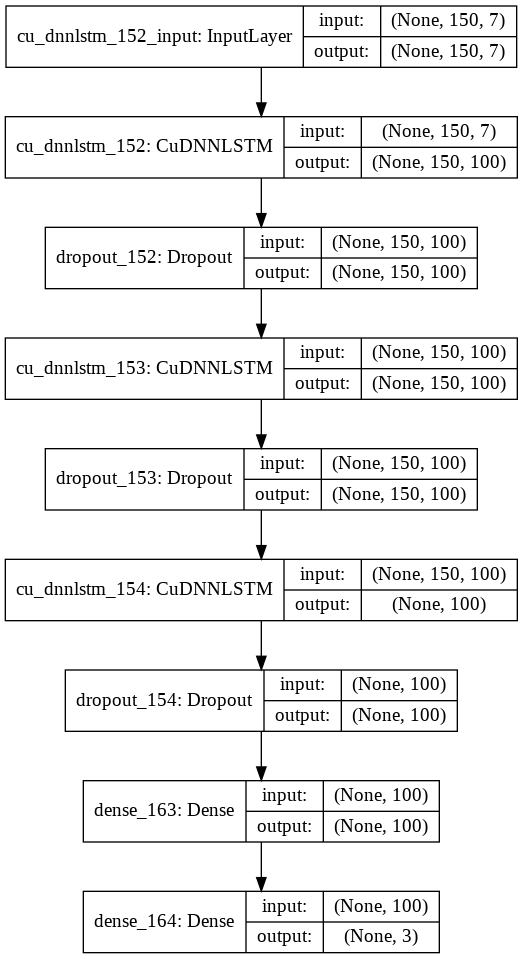 cu_dnnlstm_152_input: InputLayer
input: (None, 150, 7)
output: (None, 150, 7)
cu_dnnlstm_152: CuDNNLSTM
input: (None, 150, 7)
output: (None, 150, 100)
dropout_152: Dropout
input: (None, 150, 100)
output: (None, 150, 100)
cu_dnnlstm_153: CuDNNLSTM
input: (None, 150, 100)
output: (None, 150, 100)
dropout_153: Dropout
input: (None, 150, 100)
output: (None, 150, 100)
cu_dnnlstm_154: CuDNNLSTM
input: (None, 150, 100)
output: (None, 100)
dropout_154: Dropout
input: (None, 100)
output: (None, 100)
dense_163: Dense
input: (None, 100)
output: (None, 100)
dense_164: Dense
input: (None, 100)
output: (None, 3)